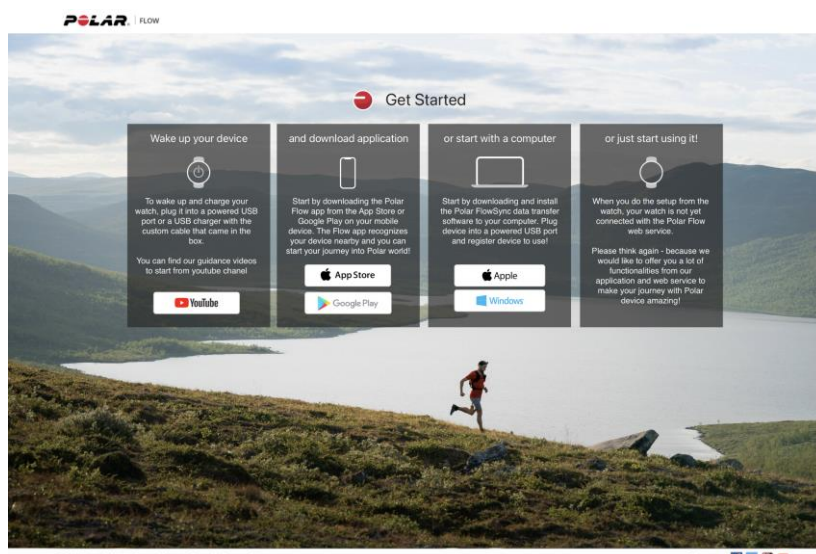 POLAR. FLOW
Get Started
Wake up your device
To wake up and charge your
watch, plug it into a powered USB
port or a USB charger with the
custom cable that came in the
box.
You can find our guidance videos
to start from youtube chanel
YouTube
and download application
Start by downloading the Polar
Flow app from the App Store or
Google Play on your mobile
device. The Flow app recognizes
your device nearby and you can
start your journey into Polar world!
App Store
Google Play
or start with a computer
Start by downloading and install
the Polar FlowSync data transfer
software to your computer. Plug
device into a powered USB port
and register device to use!
Apple
Windows
or just start using it!
When you do the setup from the
watch, your watch is not yet
connected with the Polar Flow
web service.
Please think again - because we
would like to offer you a lot of
functionalities from our
application and web service to
make your journey with Polar
device amazing!